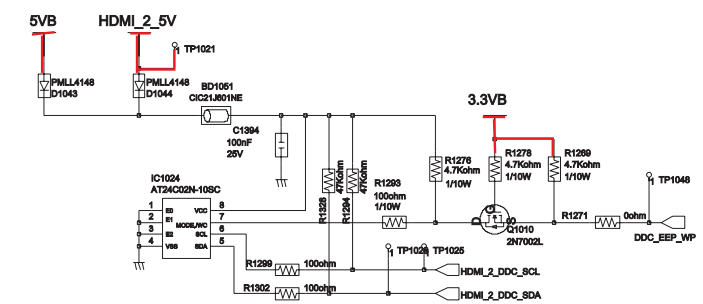 5VB
HDMI_2_5V
TP1021
PMLL4148
D1043
PMLL4148
D1044
BD1051
CIC21J601NE
C1394
100nF
25V
3.3VB
R1276
4.7Kohm
1/10W
R1278
4.7Kohm
1/10W
R1269
4.7Kohm
1/10W
TP1048
IC1024
AT24C02N-10SC
1 E0 VCC 8
2 E1 MODE/WC 7
3 E2 SCL 6
4 VSS SDA 5
R1328
47Kohm
R1294
47Kohm
R1293
100ohm
1/10W
D
G
S
Q1010
2N7002L
R1271
0ohm
DDC_EEP_WP
TP1026
TP1025
R1299
100ohm
HDMI_2_DDC_SCL
R1302
100ohm
HDMI_2_DDC_SDA